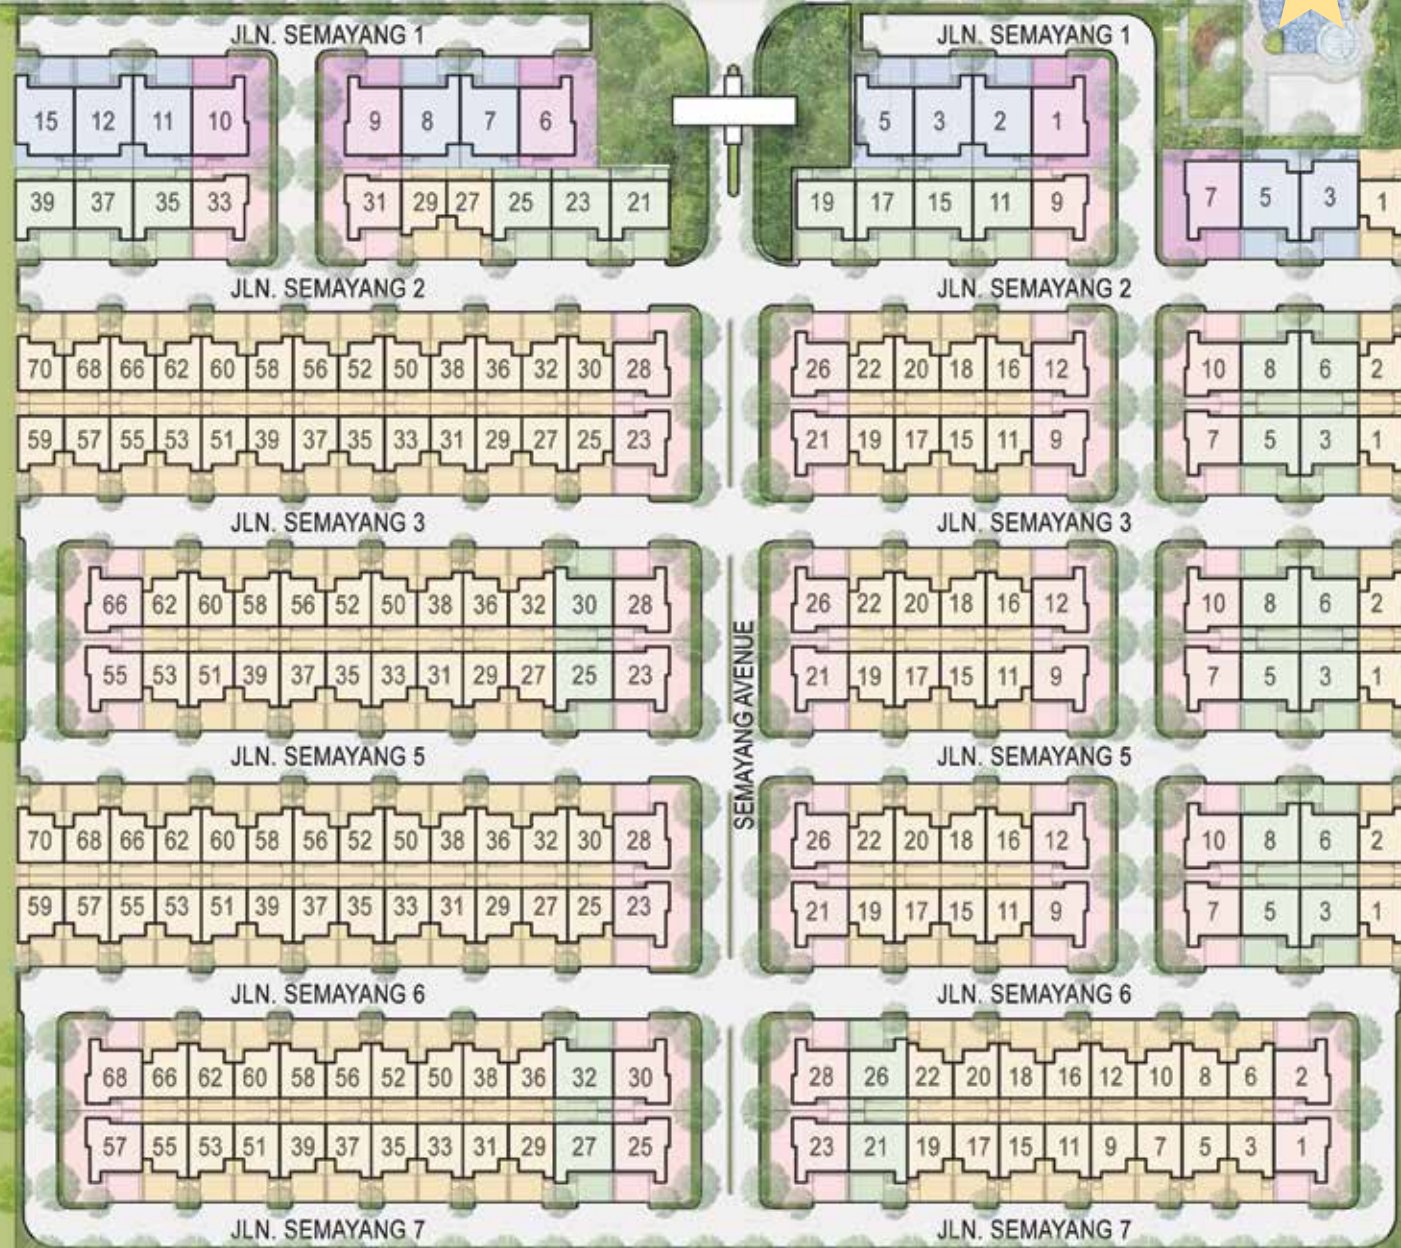 JLN. SEMAYANG 1 JLN. SEMAYANG 1
15 12 11 10 9 8 7 6 5 3 2 1
39 37 35 33 31 29 27 25 23 21 19 17 15 11 9 7 5 3 1
JLN. SEMAYANG 2 JLN. SEMAYANG 2
70 68 66 62 60 58 56 52 50 38 36 32 30 28 26 22 20 18 16 12 10 8 6 2
59 57 55 53 51 39 37 35 33 31 29 27 25 23 21 19 17 15 11 9 7 5 3 1
JLN. SEMAYANG 3 JLN. SEMAYANG 3
66 62 60 58 56 52 50 38 36 32 30 28 26 22 20 18 16 12 10 8 6 2
SEMAYANG AVENUE
55 53 51 39 37 35 33 31 29 27 25 23 21 19 17 15 11 9 7 5 3 1
JLN. SEMAYANG 5 JLN. SEMAYANG 5
70 68 66 62 60 58 56 52 50 38 36 32 30 28 26 22 20 18 16 12 10 8 6 2
59 57 55 53 51 39 37 35 33 31 29 27 25 23 21 19 17 15 11 9 7 5 3 1
JLN. SEMAYANG 6 JLN. SEMAYANG 6
68 66 62 60 58 56 52 50 38 36 32 30 28 26 22 20 18 16 12 10 8 6 2
57 55 53 51 39 37 35 33 31 29 27 25 23 21 19 17 15 11 9 7 5 3 1
JLN. SEMAYANG 7 JLN. SEMAYANG 7